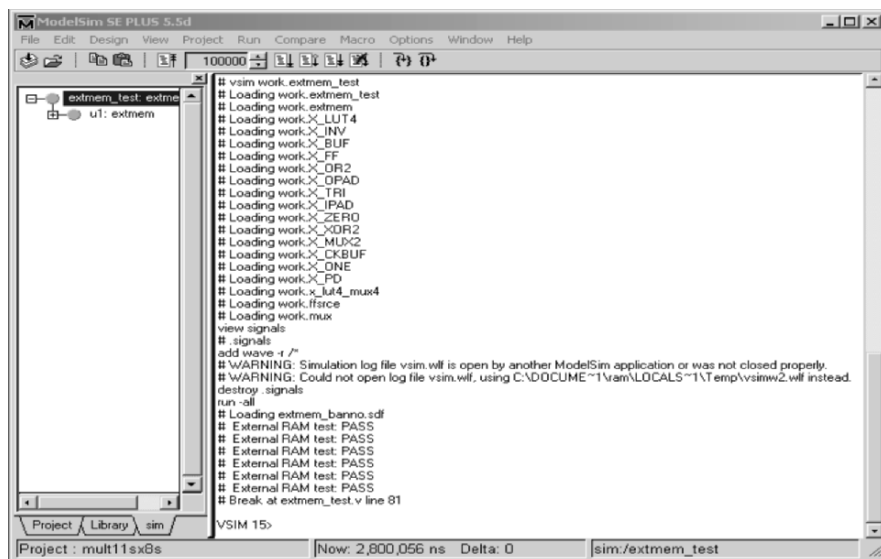 ModelSim SE PLUS 5.5d
File Edit Design View Project Run Compare Macro Options Window Help
100000
extmem_test: extme
u1: extmem
# vsim work.extmem_test
# Loading work.extmem_test
# Loading work.extmem
# Loading work.X_LUT4
# Loading work.X_INV
# Loading work.X_BUF
# Loading work.X_FF
# Loading work.X_OR2
# Loading work.X_OPAD
# Loading work.X_TRI
# Loading work.X_IPAD
# Loading work.X_ZERO
# Loading work.X_XOR2
# Loading work.X_MUX2
# Loading work.X_CKBUF
# Loading work.X_ONE
# Loading work.X_PD
# Loading work.x_lut4_mux4
# Loading work.ffsrce
# Loading work.mux
view signals
# .signals
add wave -r /*
# WARNING: Simulation log file vsim.wlf is open by another ModelSim application or was not closed properly.
# WARNING: Could not open log file vsim.wlf, using C:\DOCUME~1\ram\LOCALS~1\Temp\vsimw2.wlf instead.
destroy .signals
run -all
# Loading extmem_banno.sdf
# External RAM test: PASS
# External RAM test: PASS
# External RAM test: PASS
# External RAM test: PASS
# External RAM test: PASS
# Break at extmem_test.v line 81
VSIM 15>
Project Library sim
Project : mult11sx8s
Now: 2,800,056 ns Delta: 0
sim:/extmem_test